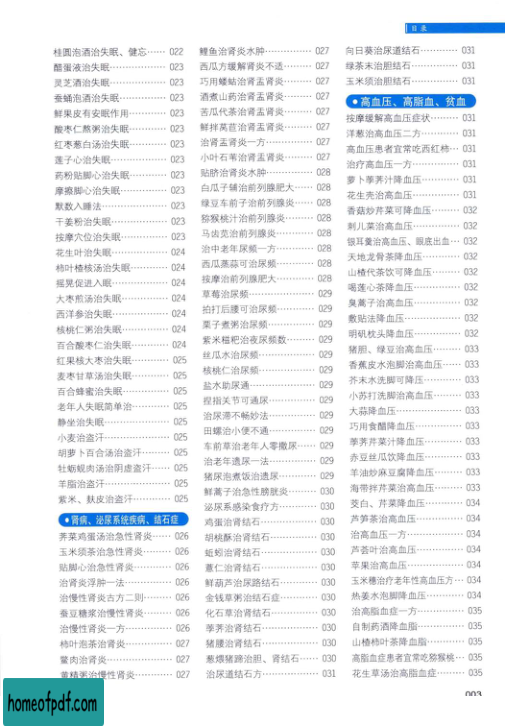 目录
桂圆泡酒治失眠、健忘…… 022
醋蛋液治失眠……………… 023
灵芝酒治失眠……………… 023
蚕蛹泡酒治失眠…………… 023
鲜果皮有安眠作用………… 023
酸枣仁熬粥治失眠………… 023
红枣葱白汤治失眠………… 023
莲子心治失眠……………… 023
药粉贴脚心治失眠………… 023
摩擦脚心治失眠…………… 023
默数入睡法………………… 023
干姜粉治失眠……………… 023
按摩穴位治失眠…………… 023
花生叶治失眠……………… 024
柿叶楂核汤治失眠………… 024
摇晃促进入眠……………… 024
大枣煎汤治失眠…………… 024
西洋参治失眠……………… 024
核桃仁粥治失眠…………… 024
百合酸枣仁治失眠………… 024
红果核大枣治失眠………… 025
麦枣甘草汤治失眠………… 025
百合蜂蜜治失眠…………… 025
老年人失眠简单治………… 025
静坐治失眠………………… 025
小麦治盗汗………………… 025
胡萝卜百合汤治盗汗……… 025
牡蛎蚬肉汤治阴虚盗汗…… 025
羊脂治盗汗………………… 025
紫米、麸皮治盗汗………… 025
•肾病、泌尿系统疾病、结石症
荠菜鸡蛋汤治急性肾炎…… 026
玉米须茶治急性肾炎……… 026
贴脚心治急性肾炎………… 026
治肾炎浮肿一法…………… 026
治慢性肾炎古方二则……… 026
蚕豆糖浆治慢性肾炎……… 026
治慢性肾炎一方…………… 026
柿叶泡茶治肾炎…………… 027
鳖肉治肾炎………………… 027
黄精粥治慢性肾炎………… 027
鲤鱼治肾炎水肿…………… 027
西瓜方缓解肾炎不适……… 027
巧用蝼蛄治肾盂肾炎……… 027
酒煮山药治肾盂肾炎……… 027
苦瓜代茶治肾盂肾炎……… 027
鲜拌莴苣治肾盂肾炎……… 027
治肾盂肾炎一方…………… 027
小叶石苇治肾盂肾炎……… 027
贴脐治肾炎水肿…………… 028
白瓜子辅治前列腺肥大…… 028
绿豆车前子治前列腺炎…… 028
猕猴桃汁治前列腺炎……… 028
马齿苋治前列腺炎………… 028
治中老年尿频一方………… 028
西瓜蒸蒜可治尿频………… 028
按摩治前列腺肥大………… 028
草莓治尿频………………… 029
拍打后腰可治尿频………… 029
栗子煮粥治尿频…………… 029
紫米糍粑治夜尿频数……… 029
丝瓜水治尿频……………… 029
核桃仁治尿频……………… 029
盐水助尿通………………… 029
捏指关节可通尿…………… 029
治尿滞不畅妙法…………… 029
田螺治小便不通…………… 029
车前草治老年人零撒尿…… 029
治老年遗尿一法…………… 029
猪尿泡煮饭治遗尿………… 029
鲜蒿子治急性膀胱炎……… 030
泌尿系感染食疗方………… 030
鸡蛋治肾结石……………… 030
胡桃酥治肾结石…………… 030
蚯蚓治肾结石……………… 030
薏仁治肾结石……………… 030
鲜葫芦治尿路结石………… 030
金钱草粥治结石症………… 030
化石草治肾结石…………… 030
荸荠治肾结石……………… 030
猪腰治肾结石……………… 030
葱煨猪蹄治胆、肾结石…… 030
治尿道结石方……………… 031
向日葵治尿道结石………… 031
绿茶末治胆结石…………… 031
玉米须治胆结石…………… 031
•高血压、高脂血、贫血
按摩缓解高血压症状……… 031
洋葱治高血压二方………… 031
高血压患者宜常吃西红柿… 031
治疗高血压一方…………… 031
萝卜荸荠汁降血压………… 031
花生壳治高血压…………… 031
香菇炒芹菜可降血压……… 032
刺儿菜治高血压…………… 032
银耳羹治高血压、眼底出血… 032
天地龙骨茶降血压………… 032
山楂代茶饮可降血压……… 032
喝莲心茶降血压…………… 032
臭蒿子治高血压…………… 032
敷贴法降血压……………… 032
明矾枕头降血压…………… 032
猪胆、绿豆治高血压……… 033
香蕉皮水泡脚治高血压…… 033
芥末水洗脚可降压………… 033
小苏打洗脚治高血压……… 033
大蒜降血压………………… 033
巧用食醋降血压…………… 033
荸荠芹菜汁降血压………… 033
赤豆丝瓜饮降血压………… 033
羊油炒麻豆腐降血压……… 033
海带拌芹菜治高血压……… 033
茭白、芹菜降血压………… 034
芦笋茶治高血压…………… 034
治高血压一方……………… 034
芦荟叶治高血压…………… 034
苹果治高血压……………… 034
玉米穗治疗老年性高血压方… 034
热姜水泡脚降血压………… 034
治高脂血症一方…………… 035
自制药酒降血脂…………… 035
山楂柿叶茶降血脂………… 035
高脂血症患者宜常吃猕猴桃… 035
花生草汤治高脂血症……… 035
003
homeofpdf.com